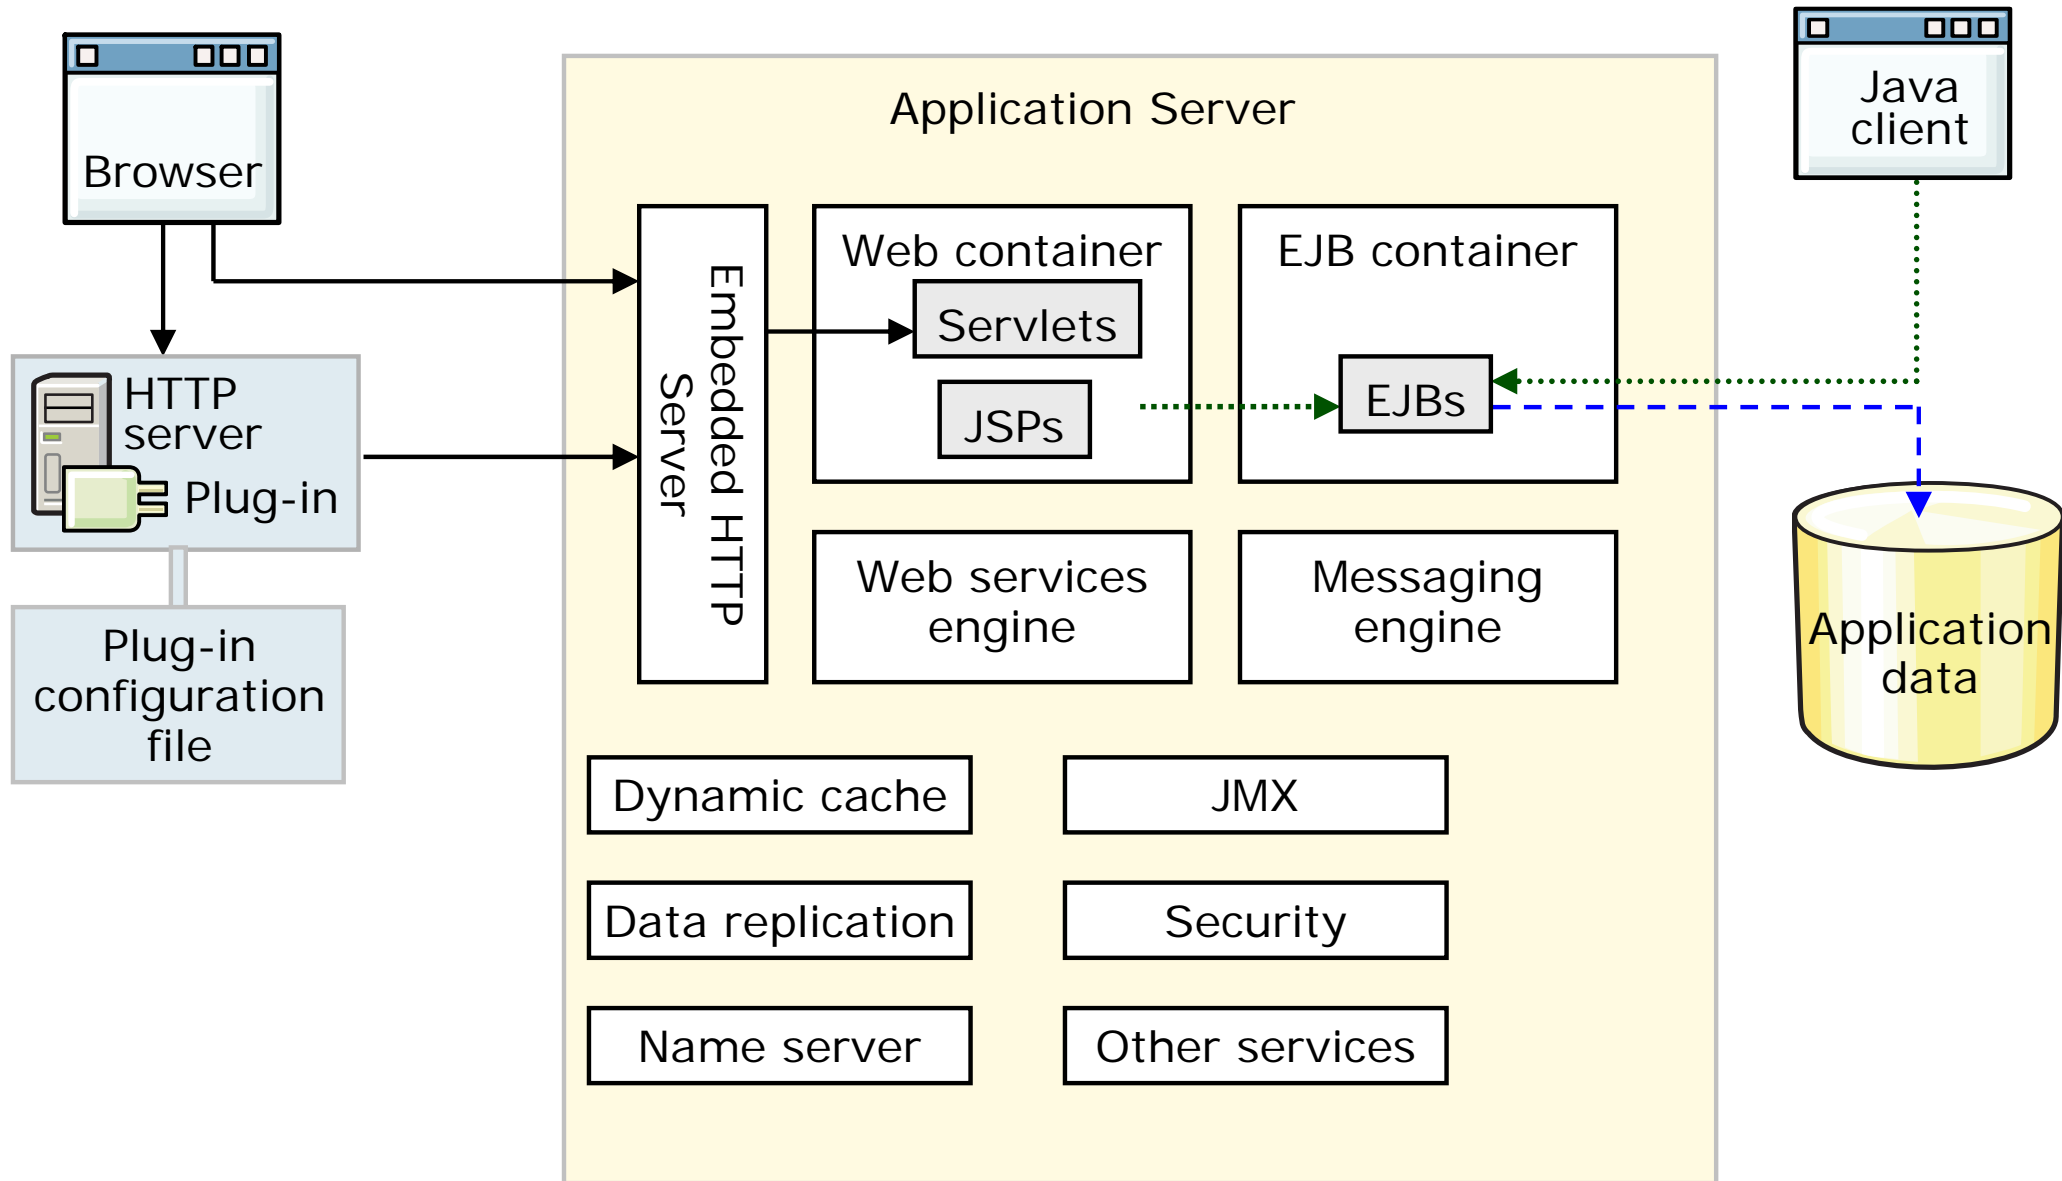 Application Server
Browser
Java
client
HTTP
server
Plug-in
Plug-in
configuration
file
Embedded HTTP
Server
Web container
Servlets
JSPs
EJB container
EJBs
Web services
engine
Messaging
engine
Application
data
Dynamic cache
JMX
Data replication
Security
Name server
Other services